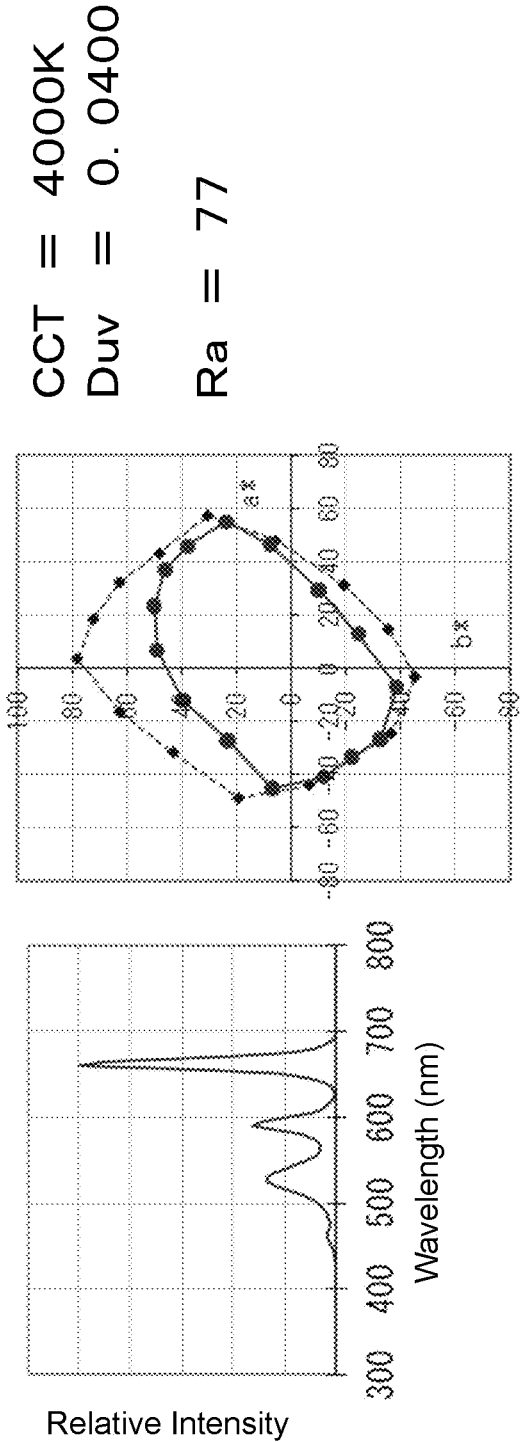 Relative Intensity
300 400 500 600 700 800
Wavelength (nm)
100
80
60
40
20
0
-20
-40
-60
-80
-80 -60 -40 -20 0 20 40 60 80
a*
b*
CCT = 4000K
Duv = 0. 0400
Ra = 77